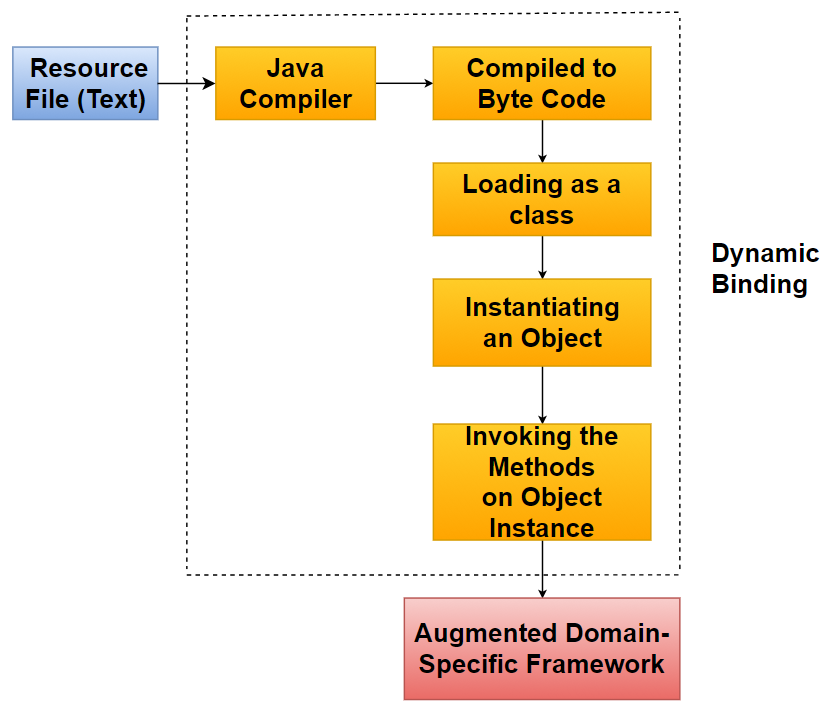 Resource
File (Text)
Java
Compiler
Compiled to
Byte Code
Loading as a
class
Instantiating
an Object
Invoking the
Methods
on Object
Instance
Dynamic
Binding
Augmented Domain-
Specific Framework